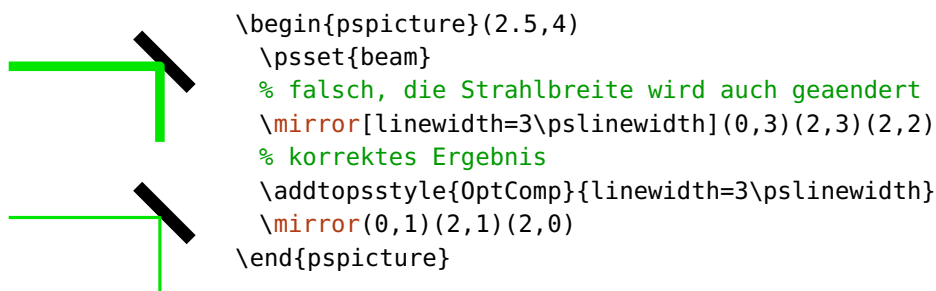 \begin{pspicture}(2.5,4)
\psset{beam}
% falsch, die Strahlbreite wird auch geaendert
\mirror[linewidth=3\pslinewidth](0,3)(2,3)(2,2)
% korrektes Ergebnis
\addtopsstyle{OptComp}{linewidth=3\pslinewidth}
\mirror(0,1)(2,1)(2,0)
\end{pspicture}